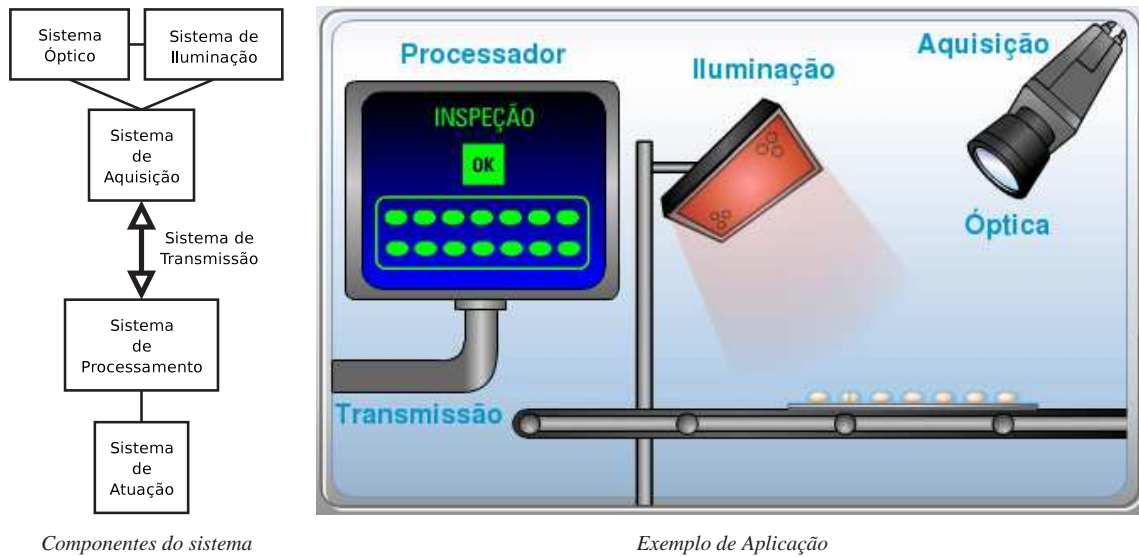 Sistema
Óptico
Sistema de
Iluminação
Sistema
de
Aquisição
Sistema de
Transmissão
Sistema
de
Processamento
Sistema
de
Atuação
Componentes do sistema
Processador
INSPEÇÃO
OK
Iluminação
Aquisição
Óptica
Transmissão
Exemplo de Aplicação